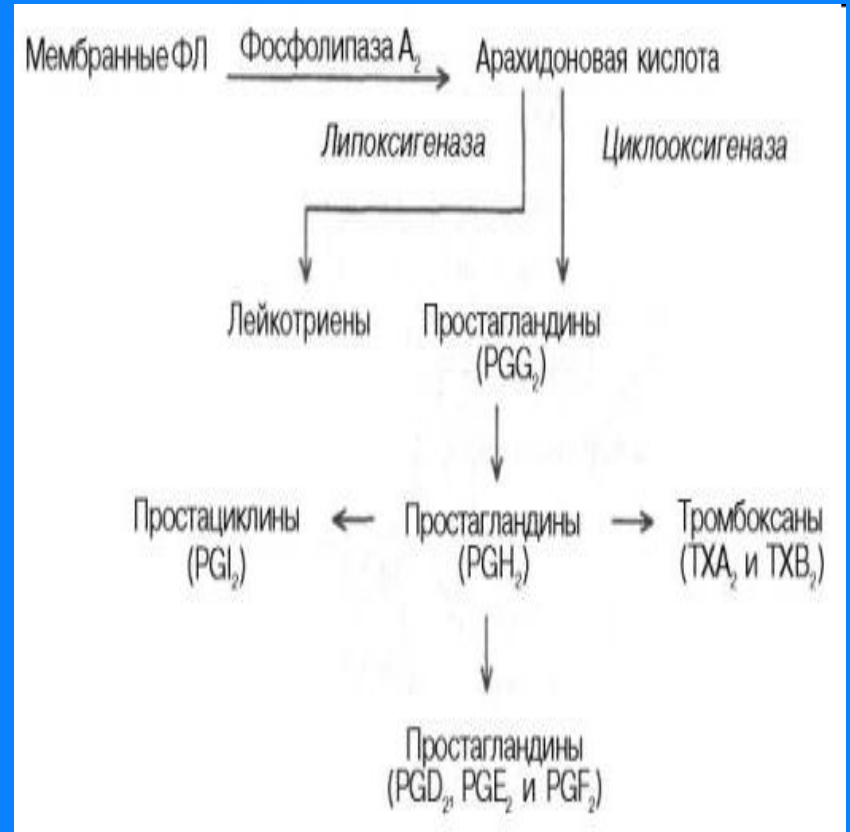 Мембранные ФЛ Фосфолипаза A₂ Арахидоновая кислота
Липоксигеназа Циклооксигеназа
Лейкотриены Простагландины
(PGG₂)
Простациклины Простагландины Тромбоксаны
(PGI₂) (PGH₂) (TXA₂ и TXB₂)
Простагландины
(PGD₂, PGE₂ и PGF₂)